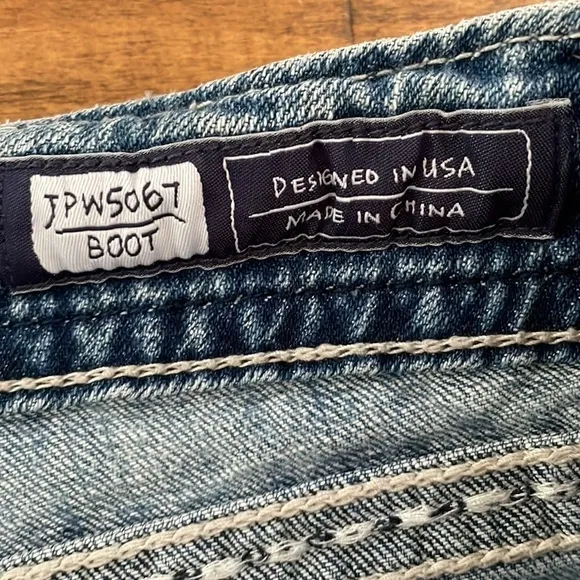 JPW5067
BOOT
DESIGNED IN USA
MADE IN CHINA